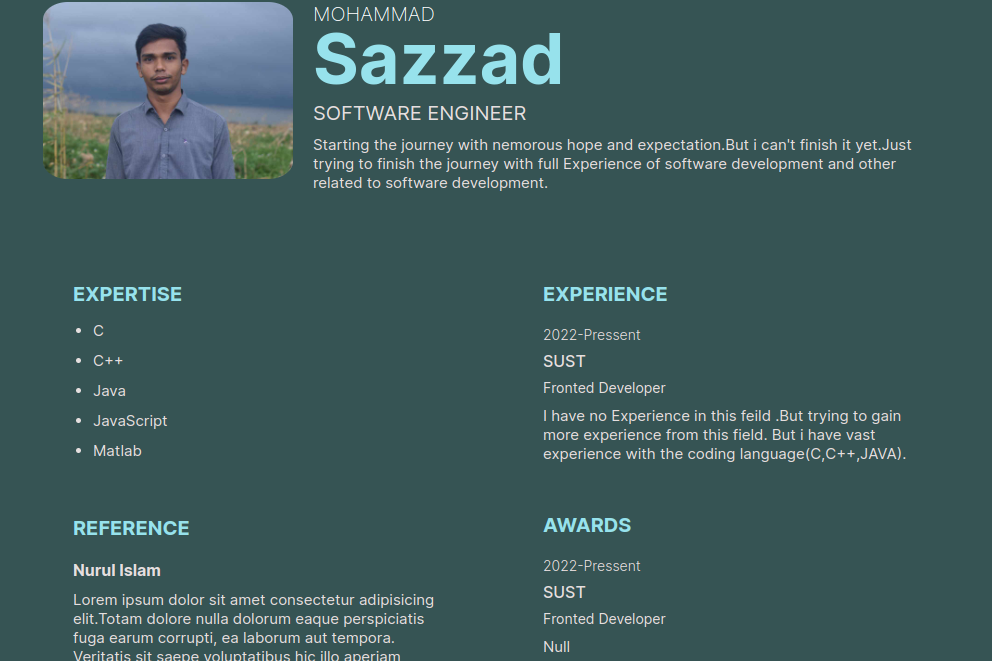 MOHAMMAD
Sazzad
SOFTWARE ENGINEER
Starting the journey with nemorous hope and expectation.But i can't finish it yet.Just
trying to finish the journey with full Experience of software development and other
related to software development.
EXPERTISE
C
C++
Java
JavaScript
Matlab
REFERENCE
Nurul Islam
Lorem ipsum dolor sit amet consectetur adipisicing
elit.Totam dolore nulla dolorum eaque perspiciatis
fuga earum corrupti, ea laborum aut tempora.
Veritatis sit saepe voluptatibus hic illo aperiam
EXPERIENCE
2022-Pressent
SUST
Fronted Developer
I have no Experience in this feild .But trying to gain
more experience from this field. But i have vast
experience with the coding language(C,C++,JAVA).
AWARDS
2022-Pressent
SUST
Fronted Developer
Null